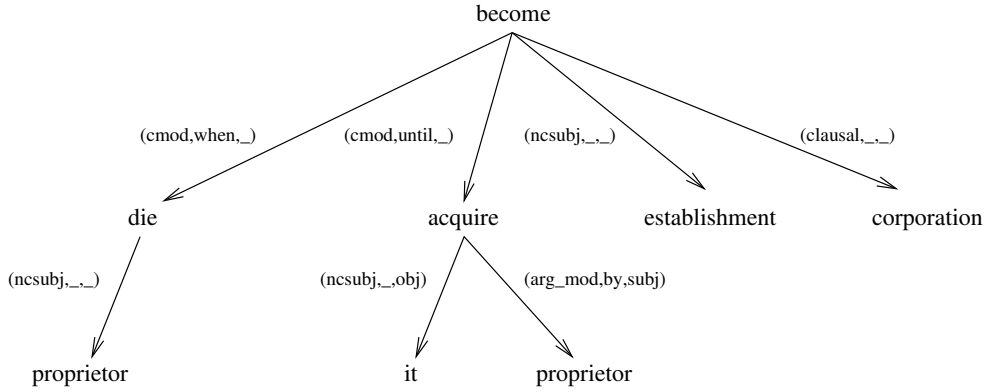 become
(cmod,when,_) (cmod,until,_) (ncsubj,_,_) (clausal,_,_)
die acquire establishment corporation
(ncsubj,_,_) (ncsubj,_,obj) (arg_mod,by,subj)
proprietor it proprietor